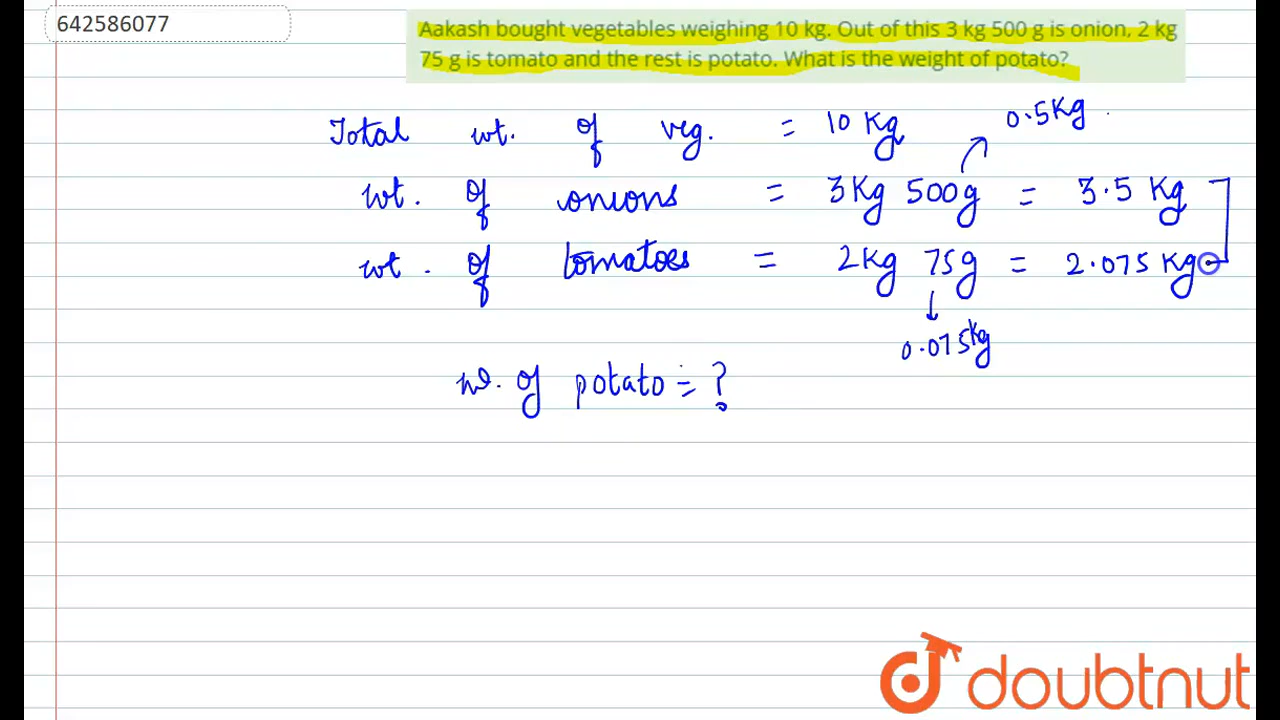 642586077
Aakash bought vegetables weighing 10 kg. Out of this 3 kg 500 g is onion, 2 kg
75 g is tomato and the rest is potato. What is the weight of potato?
Total wt. of veg. = 10 Kg
0.5Kg
wt. of onions = 3Kg 500g = 3.5 Kg
wt. of tomatoes = 2Kg 75g = 2.075 Kg
0.075Kg
wt. of potato = ?
doubtnut